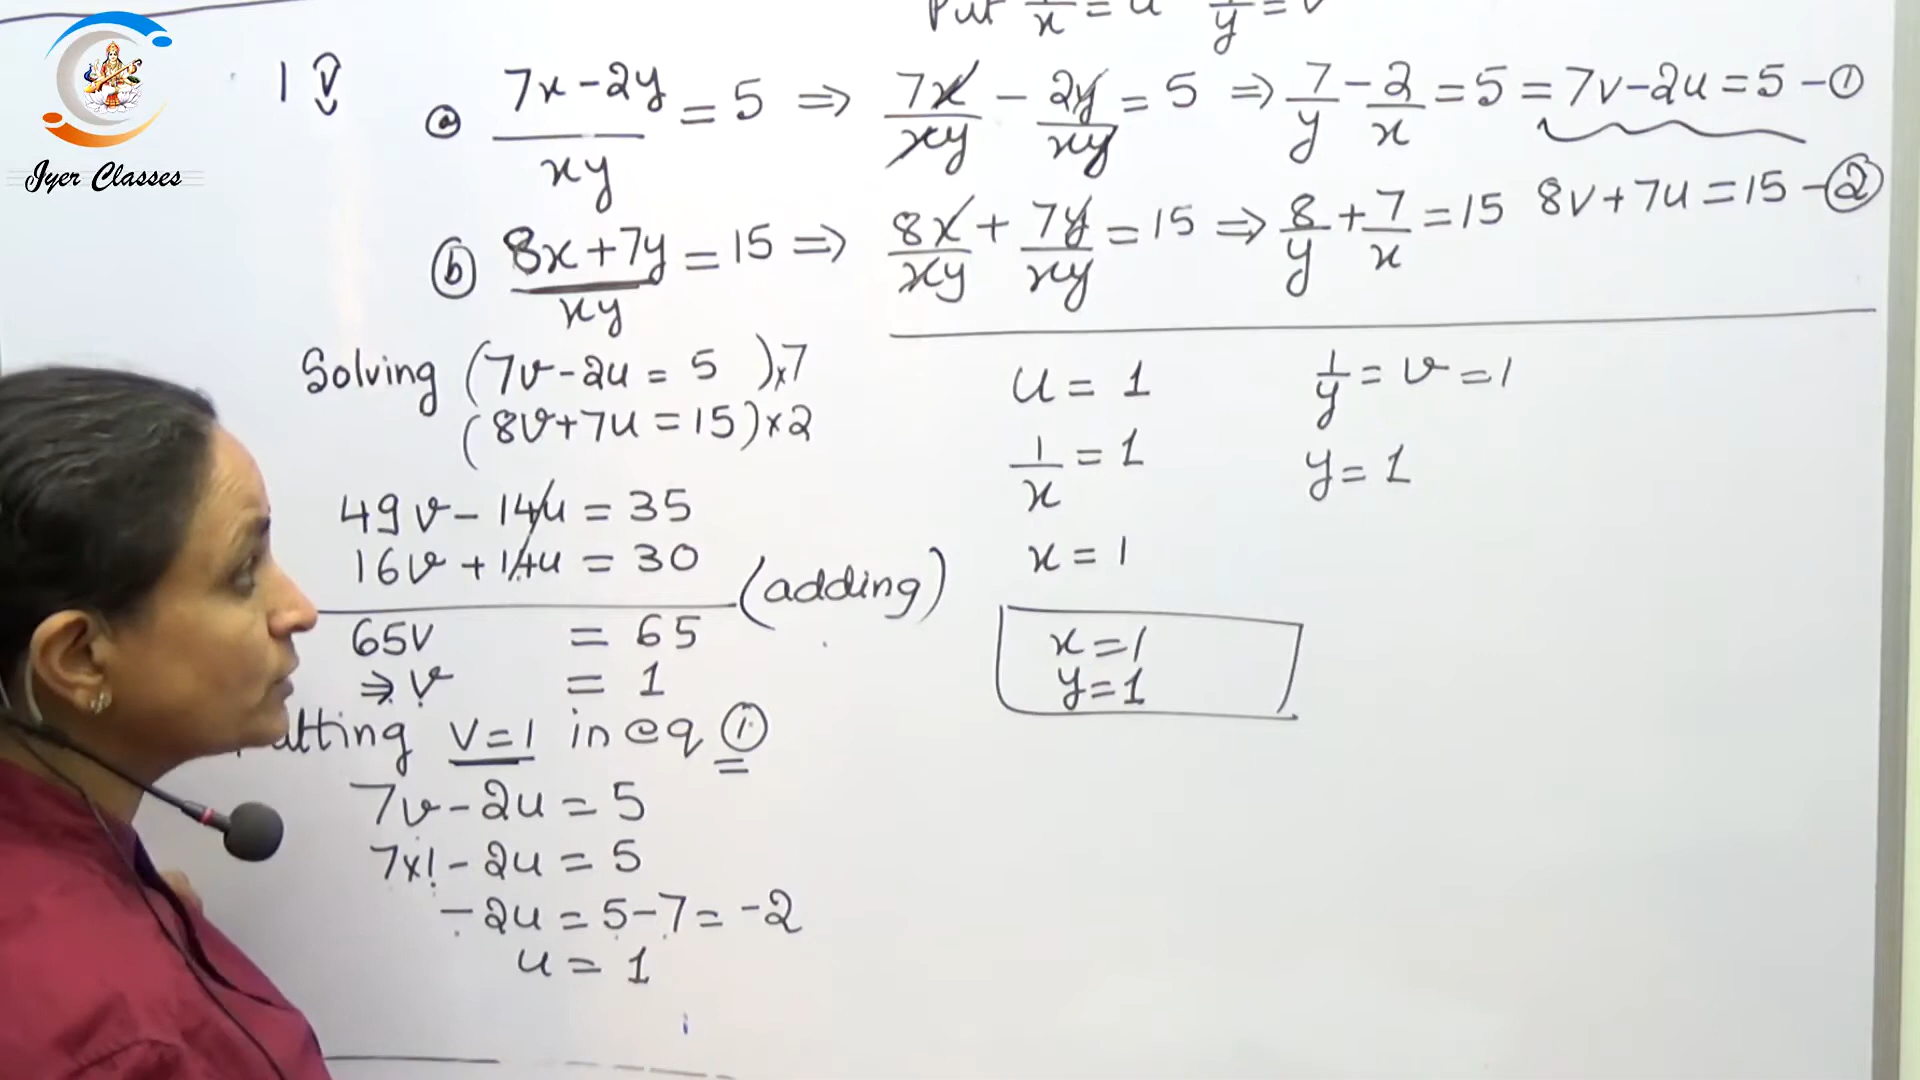 Put 1/x = u 1/y = v
Iyer Classes
1 v
ⓐ (7x-2y)/xy = 5 ⇒ 7x/xy - 2y/xy = 5 ⇒ 7/y - 2/x = 5 = 7v-2u = 5 -①
ⓑ (8x+7y)/xy = 15 ⇒ 8x/xy + 7y/xy = 15 ⇒ 8/y + 7/x = 15 8v+7u = 15 -②
Solving (7v-2u = 5 )×7
(8v+7u = 15)×2
49v - 14u = 35
16v + 14u = 30
(adding)
65v = 65
⇒ v = 1
v=1 in eq ①
7v - 2u = 5
7×1 - 2u = 5
-2u = 5-7 = -2
u = 1
u = 1
1/x = 1
x = 1
1/y = v = 1
y = 1
x = 1
y = 1